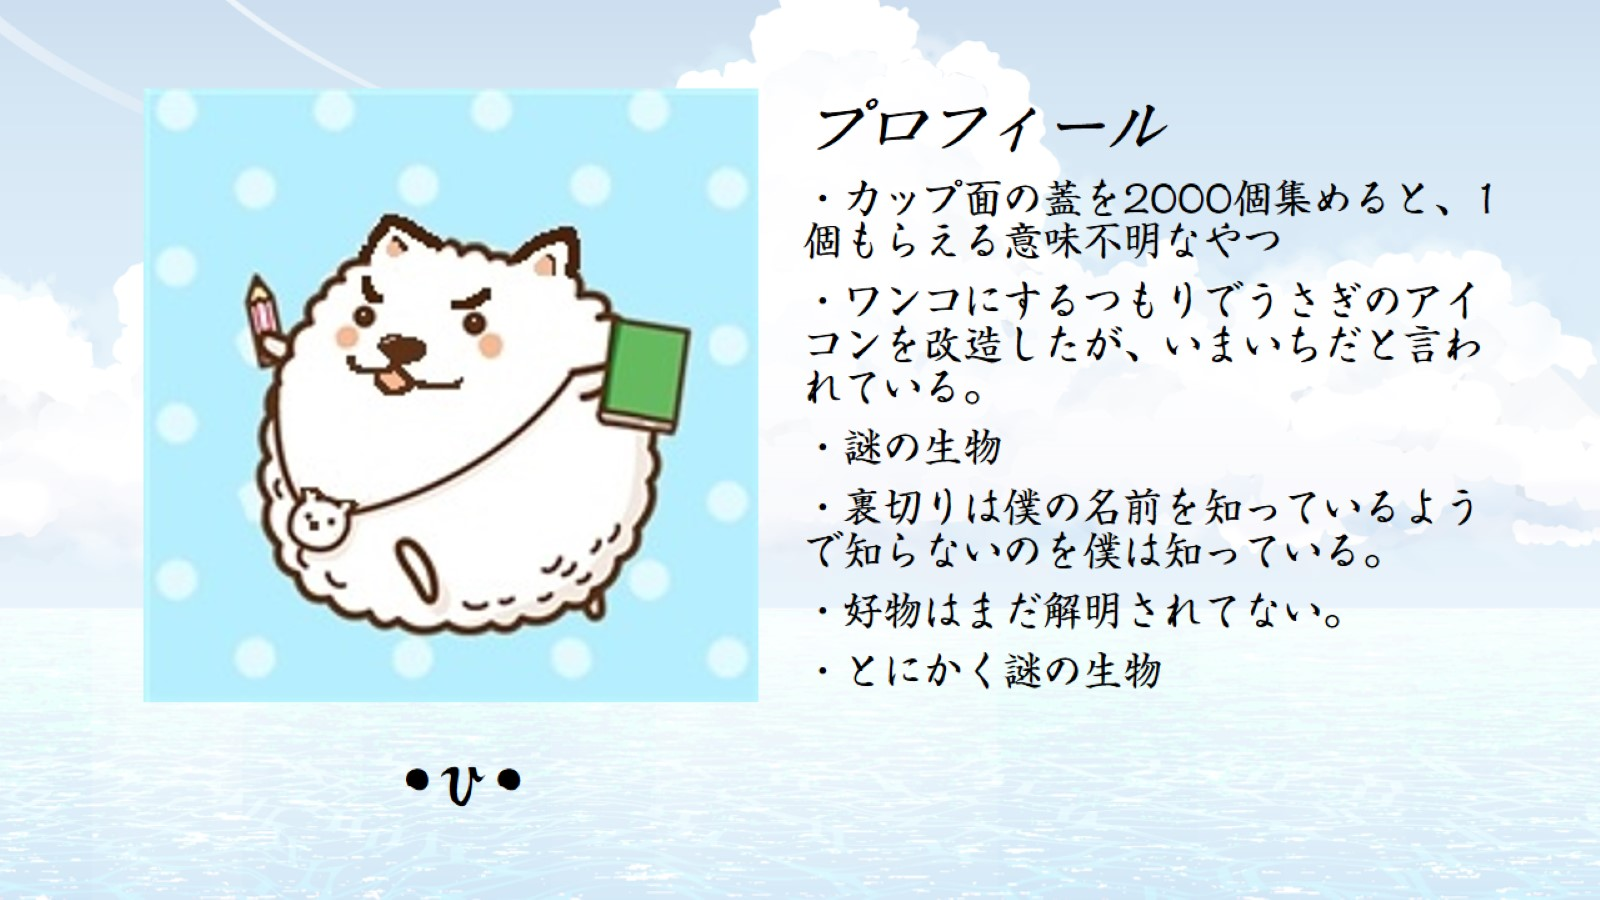 プロフィール
・カップ面の蓋を2000個集めると、1
個もらえる意味不明なやつ
・ワンコにするつもりでうさぎのアイ
コンを改造したが、いまいちだと言わ
れている。
・謎の生物
・裏切りは僕の名前を知っているよう
で知らないのを僕は知っている。
・好物はまだ解明されてない。
・とにかく謎の生物
•ひ•